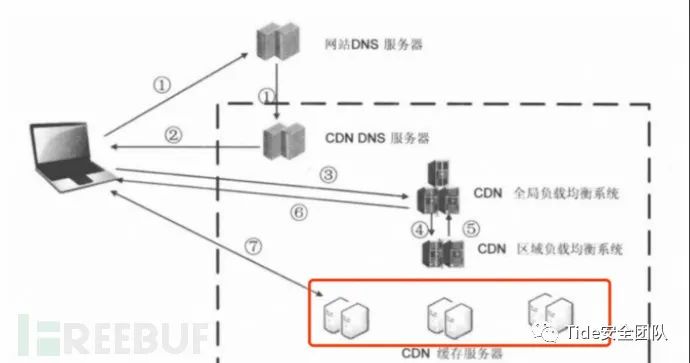 网站DNS 服务器
①
①
CDN DNS 服务器
②
③
CDN 全局负载均衡系统
⑥
④
⑤
CDN 区域负载均衡系统
⑦
FREEBUF
Tide安全团队
CDN 缓存服务器